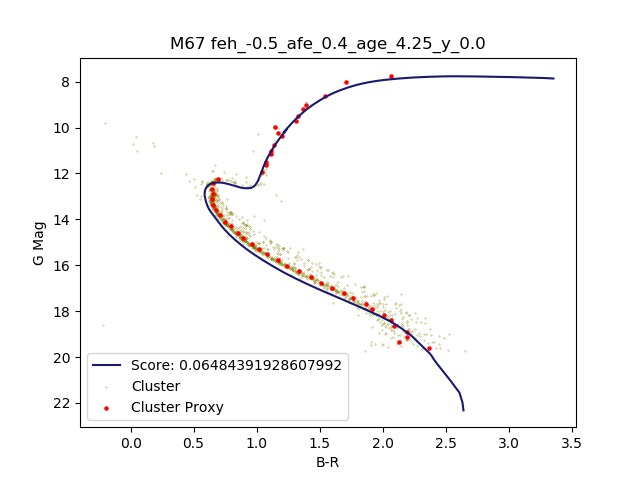 M67 feh_-0.5_afe_0.4_age_4.25_y_0.0
8
10
12
14
16
18
20
22
G Mag
Score: 0.06484391928607992
Cluster
Cluster Proxy
0.0 0.5 1.0 1.5 2.0 2.5 3.0 3.5
B-R